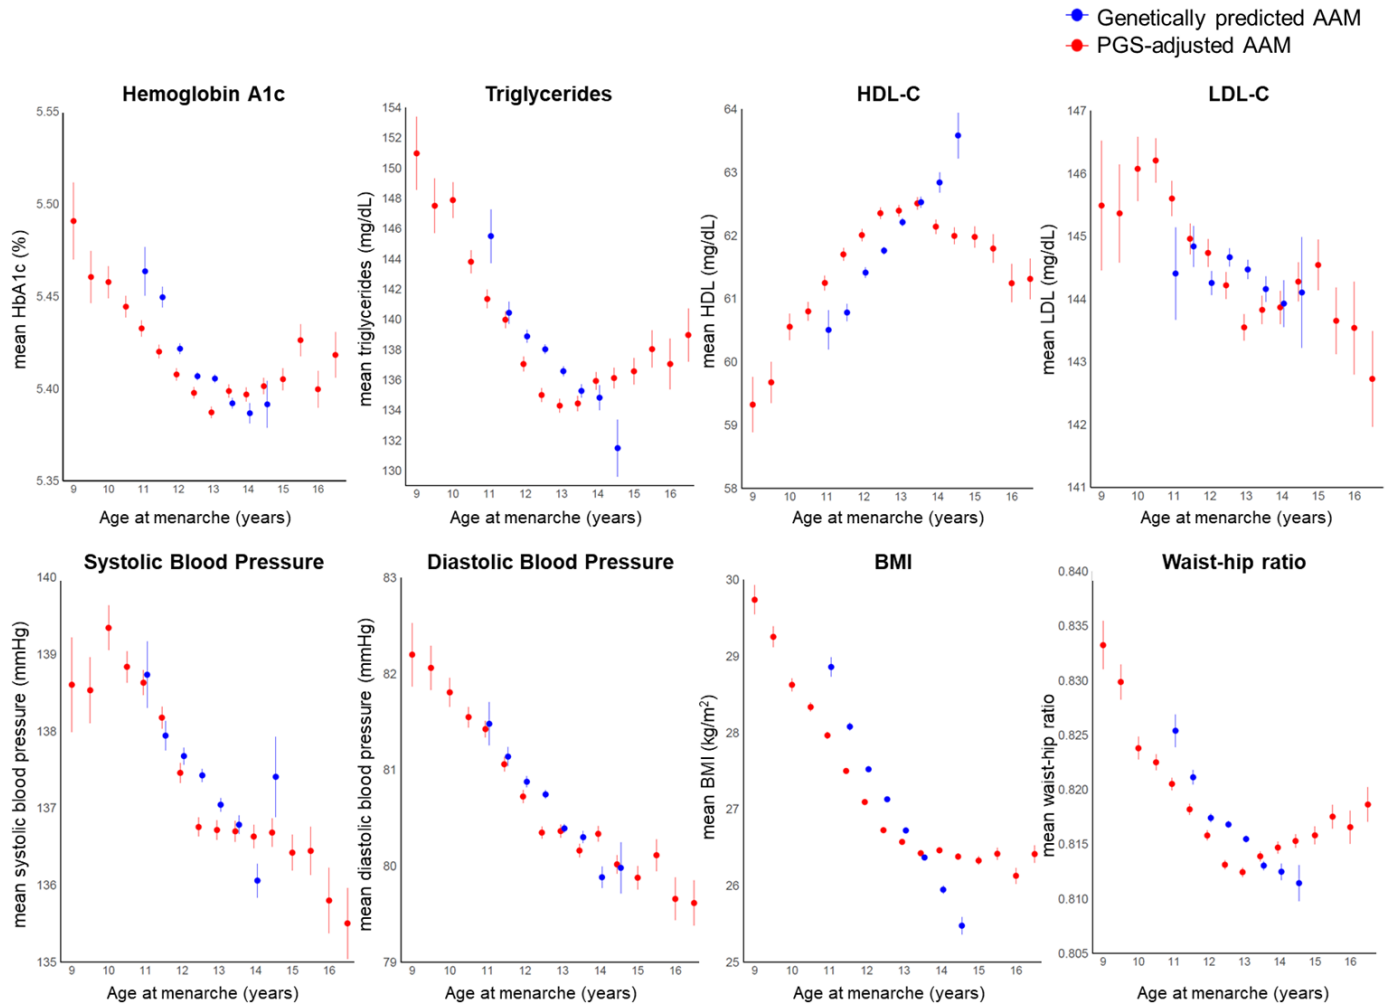 Genetically predicted AAM
PGS-adjusted AAM
Hemoglobin A1c
5.55
5.50
5.45
5.40
5.35
mean HbA1c (%)
9 10 11 12 13 14 15 16
Age at menarche (years)
Triglycerides
154
152
150
148
146
144
142
140
138
136
134
132
130
mean triglycerides (mg/dL)
9 10 11 12 13 14 15 16
Age at menarche (years)
HDL-C
64
63
62
61
60
59
58
mean HDL (mg/dL)
9 10 11 12 13 14 15 16
Age at menarche (years)
LDL-C
147
146
145
144
143
142
141
mean LDL (mg/dL)
9 10 11 12 13 14 15 16
Age at menarche (years)
Systolic Blood Pressure
140
139
138
137
136
135
mean systolic blood pressure (mmHg)
9 10 11 12 13 14 15 16
Age at menarche (years)
Diastolic Blood Pressure
83
82
81
80
79
mean diastolic blood pressure (mmHg)
9 10 11 12 13 14 15 16
Age at menarche (years)
BMI
30
29
28
27
26
25
mean BMI (kg/m²)
9 10 11 12 13 14 15 16
Age at menarche (years)
Waist-hip ratio
0.840
0.835
0.830
0.825
0.820
0.815
0.810
0.805
mean waist-hip ratio
9 10 11 12 13 14 15 16
Age at menarche (years)